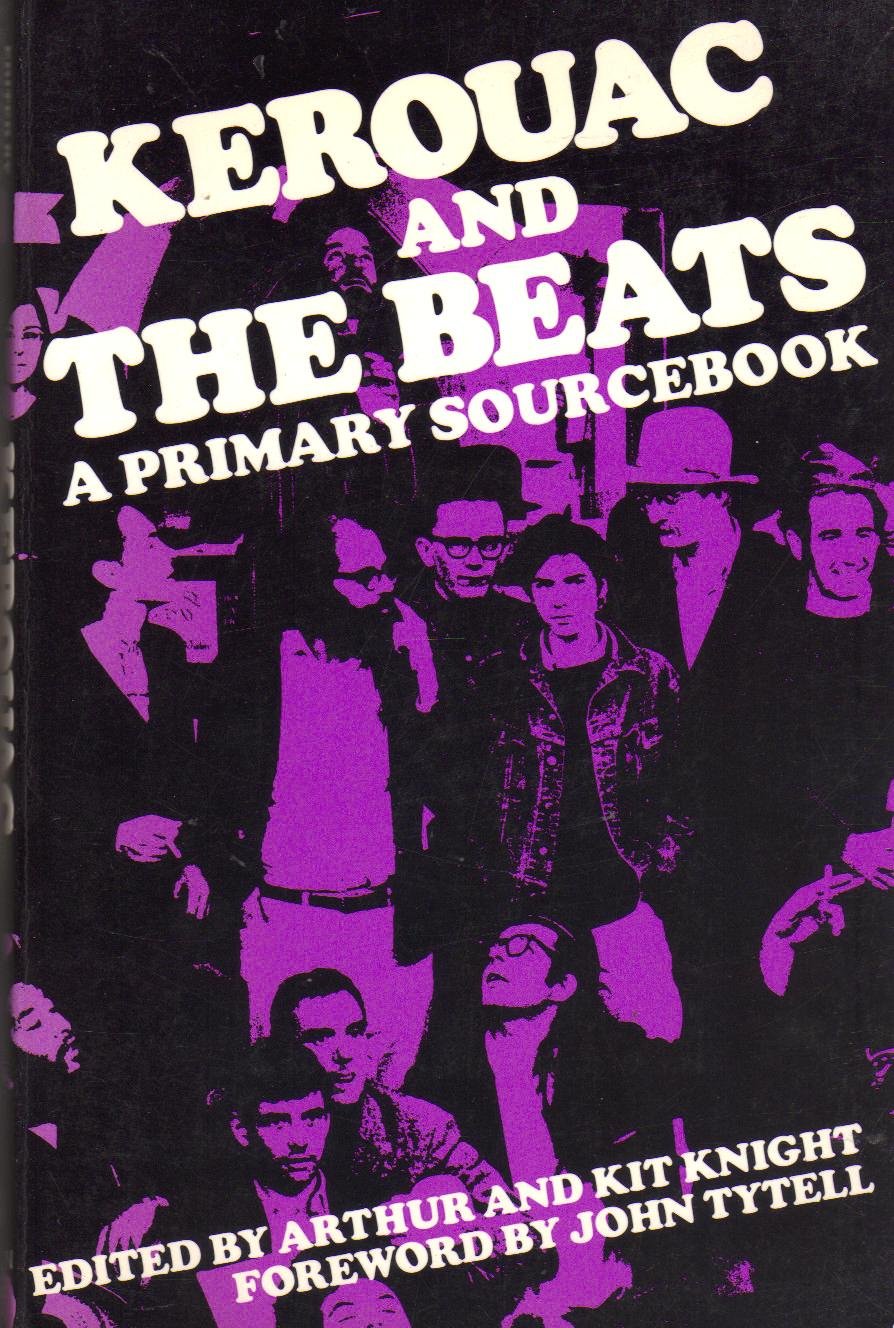 KEROUAC
AND
THE BEATS
A PRIMARY SOURCEBOOK
EDITED BY ARTHUR AND KIT KNIGHT
FOREWORD BY JOHN TYTELL